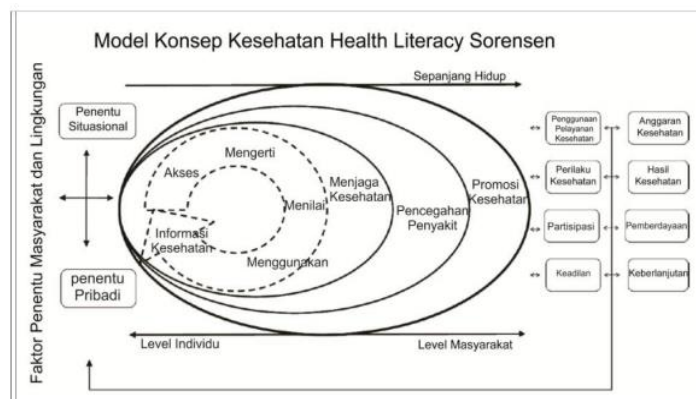 Model Konsep Kesehatan Health Literacy Sorensen
Faktor Penentu Masyarakat dan Lingkungan
Sepanjang Hidup
Penentu
Situasional
penentu
Pribadi
Akses
Mengerti
Menilai
Informasi
Kesehatan
Menggunakan
Menjaga
Kesehatan
Pencegahan
Penyakit
Promosi
Kesehatan
Penggunaan
Pelayanan
Kesehatan
Anggaran
Kesehatan
Perilaku
Kesehatan
Hasil
Kesehatan
Partisipasi
Pemberdayaan
Keadilan
Keberlanjutan
Level Individu
Level Masyarakat